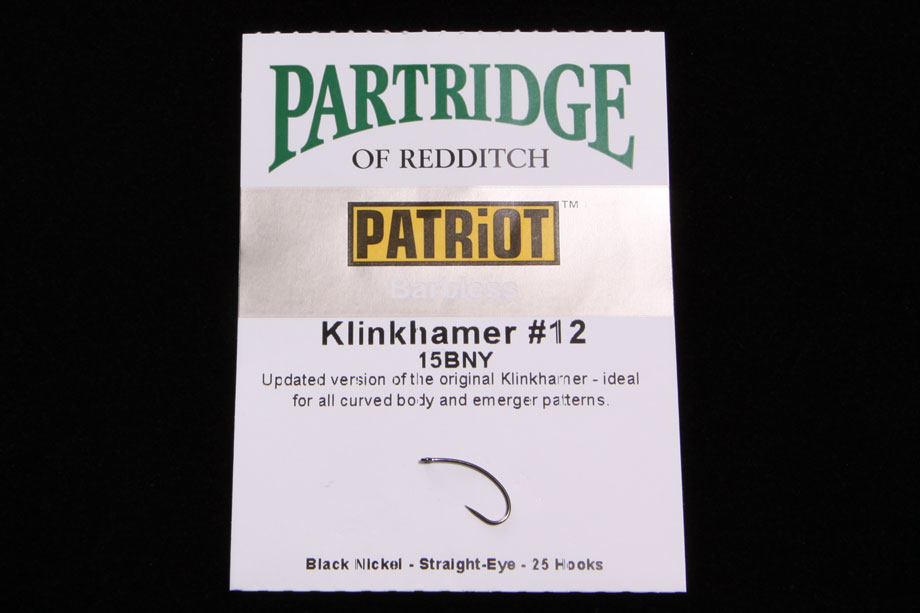 PARTRIDGE
OF REDDITCH
PATRiOT™
Barbless
Klinkhamer #12
15BNY
Updated version of the original Klinkhamer - ideal
for all curved body and emerger patterns.
Black Nickel - Straight-Eye - 25 Hooks